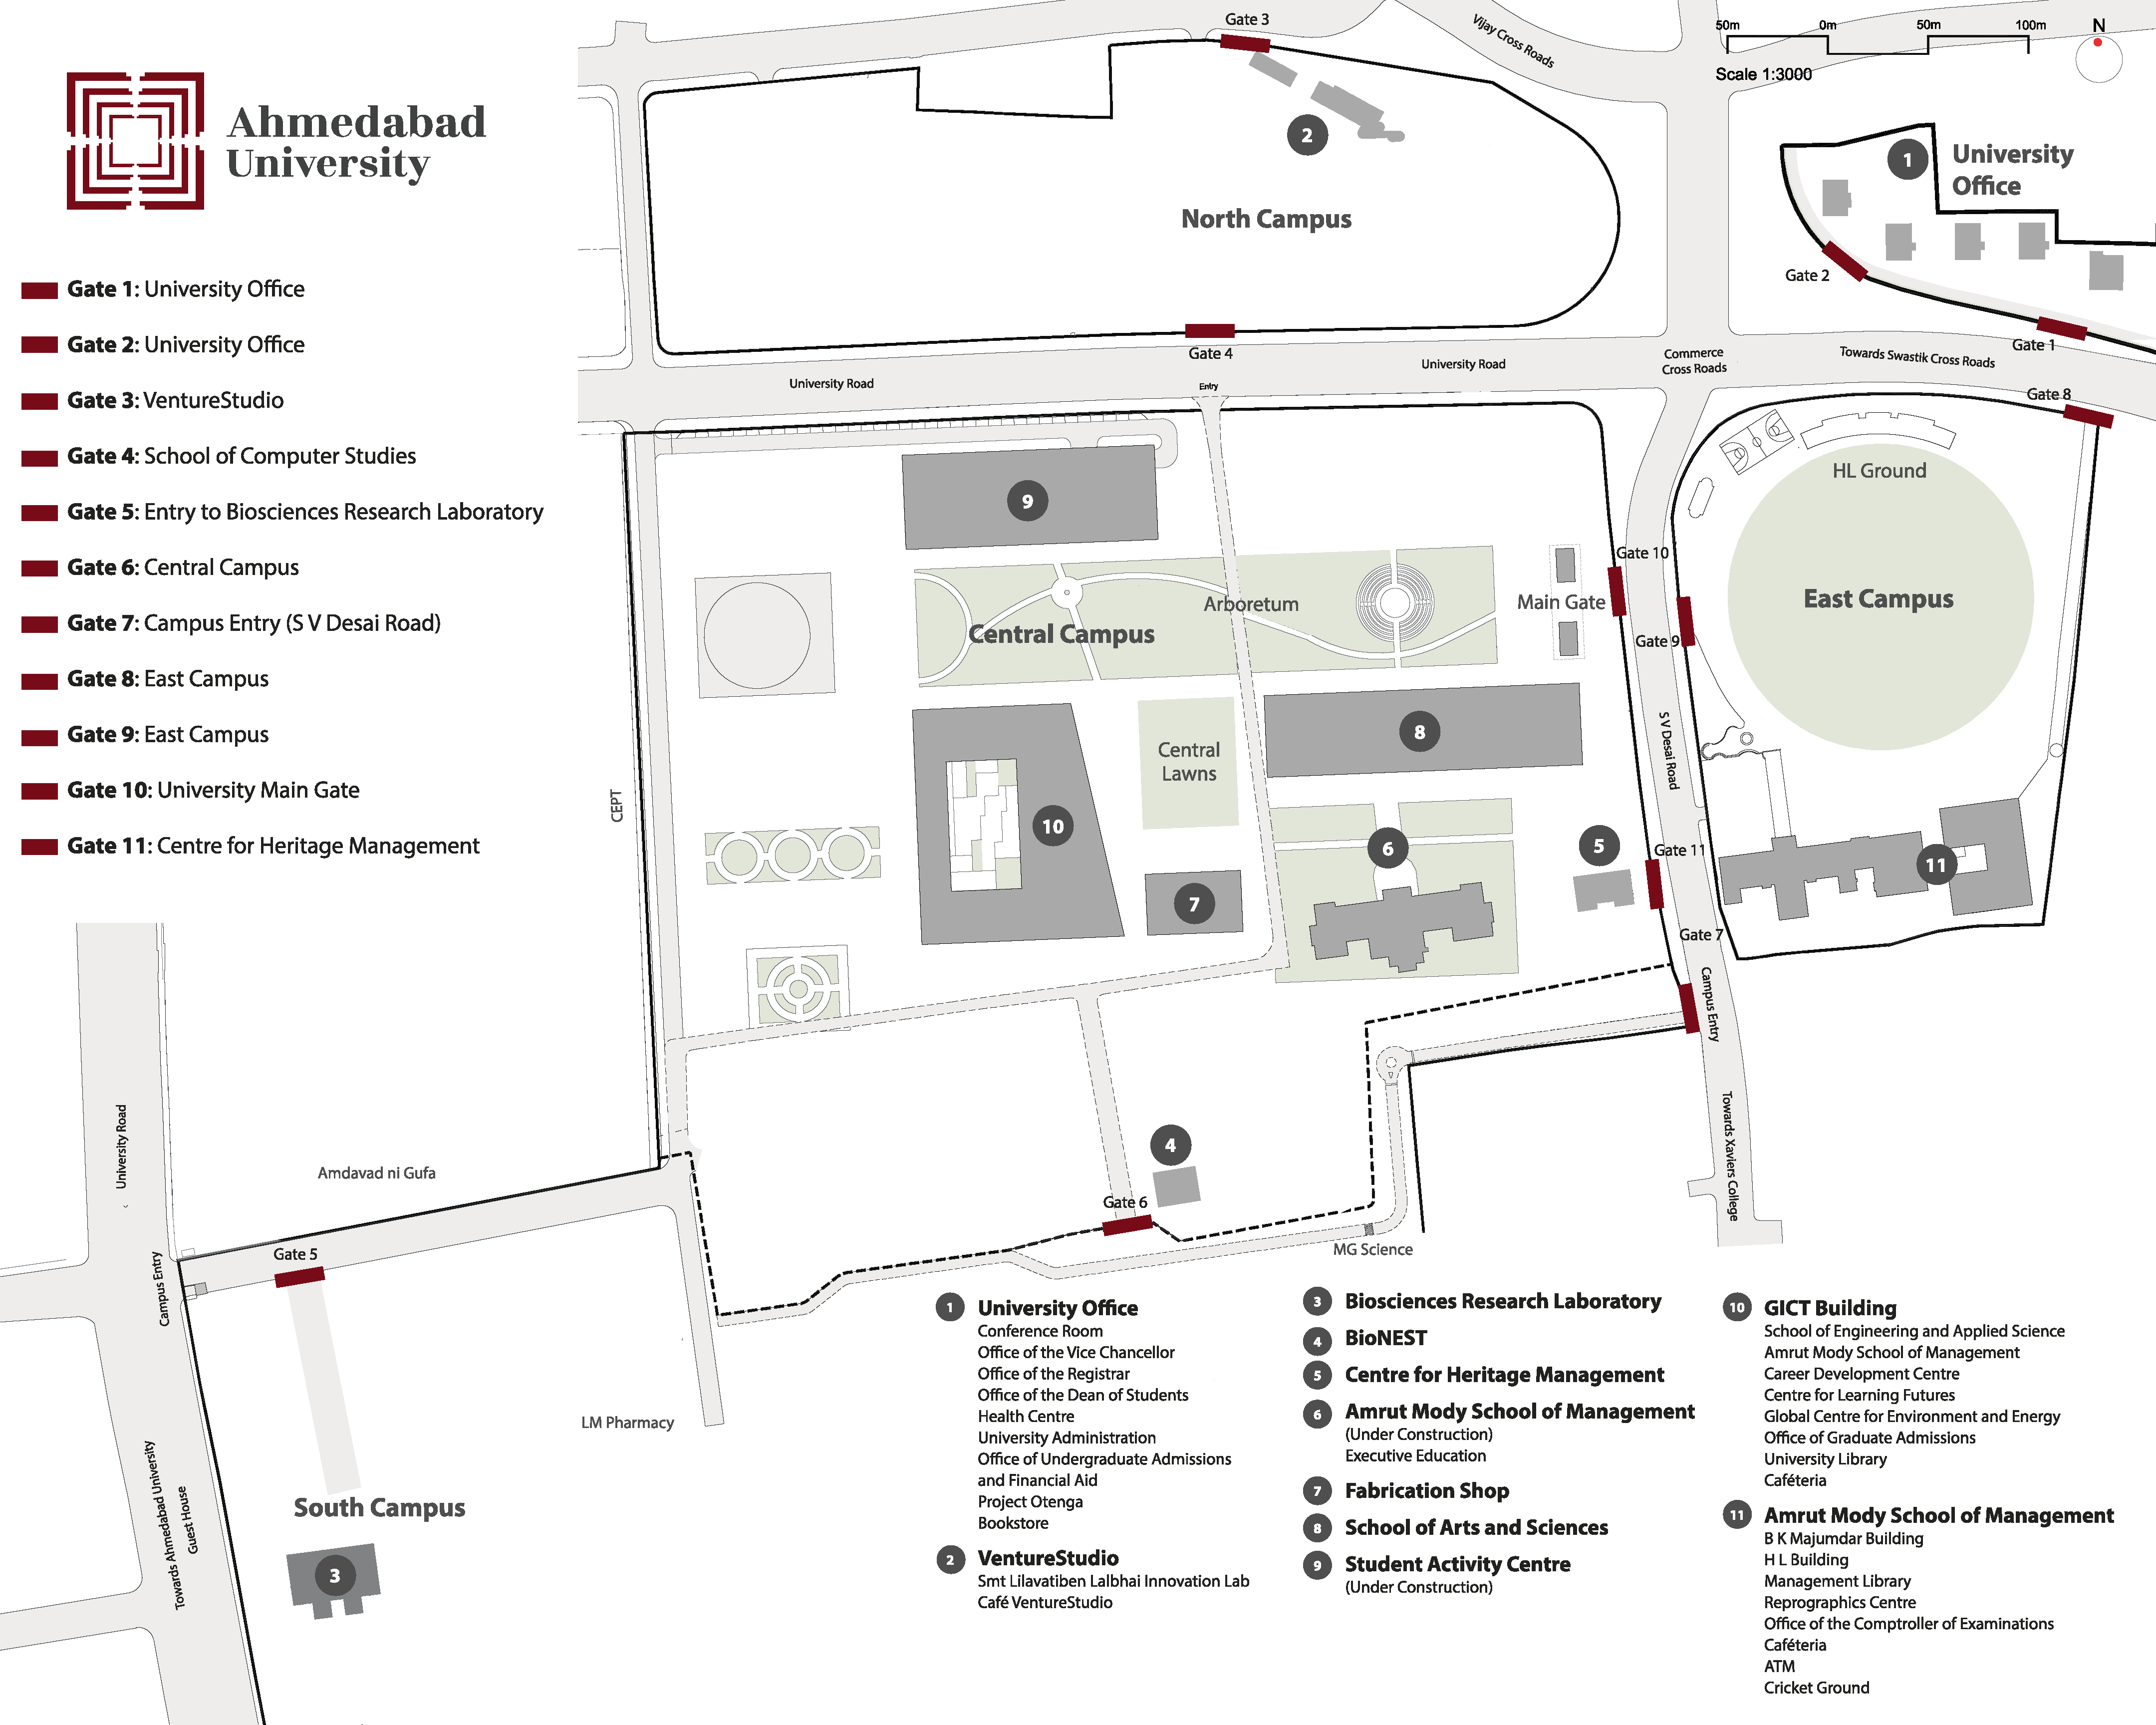 Ahmedabad
University
Gate 1: University Office
Gate 2: University Office
Gate 3: VentureStudio
Gate 4: School of Computer Studies
Gate 5: Entry to Biosciences Research Laboratory
Gate 6: Central Campus
Gate 7: Campus Entry (S V Desai Road)
Gate 8: East Campus
Gate 9: East Campus
Gate 10: University Main Gate
Gate 11: Centre for Heritage Management
Gate 3
Vijay Cross Roads
50m 0m 50m 100m
Scale 1:3000
N
2
North Campus
1
University
Office
Gate 2
Gate 1
Gate 4
University Road
University Road
Entry
Commerce
Cross Roads
Towards Swastik Cross Roads
Gate 8
HL Ground
East Campus
9
Gate 10
Main Gate
Gate 9
Arboretum
Central Campus
S V Desai Road
Central
Lawns
8
10
CEPT
6
5
Gate 11
11
7
Gate 7
Campus Entry
Towards Xaviers College
4
Gate 6
MG Science
University Road
Amdavad ni Gufa
Gate 5
Campus Entry
LM Pharmacy
Towards Ahmedabad University
Guest House
South Campus
3
1 University Office
Conference Room
Office of the Vice Chancellor
Office of the Registrar
Office of the Dean of Students
Health Centre
University Administration
Office of Undergraduate Admissions
and Financial Aid
Project Otenga
Bookstore
2 VentureStudio
Smt Lilavatiben Lalbhai Innovation Lab
Café VentureStudio
3 Biosciences Research Laboratory
4 BioNEST
5 Centre for Heritage Management
6 Amrut Mody School of Management
(Under Construction)
Executive Education
7 Fabrication Shop
8 School of Arts and Sciences
9 Student Activity Centre
(Under Construction)
10 GICT Building
School of Engineering and Applied Science
Amrut Mody School of Management
Career Development Centre
Centre for Learning Futures
Global Centre for Environment and Energy
Office of Graduate Admissions
University Library
Caféteria
11 Amrut Mody School of Management
B K Majumdar Building
H L Building
Management Library
Reprographics Centre
Office of the Comptroller of Examinations
Caféteria
ATM
Cricket Ground